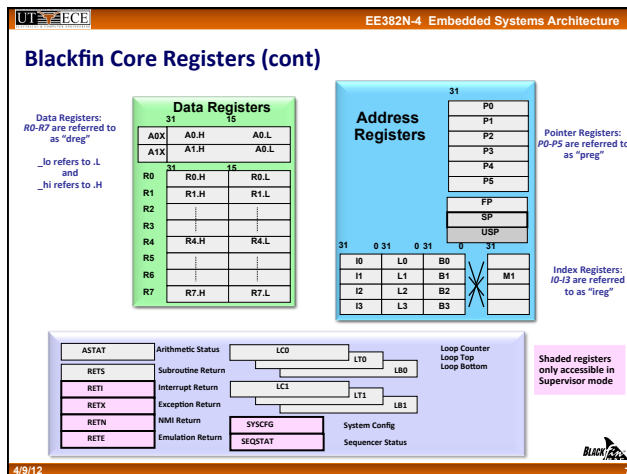 UT ECE
EE382N-4 Embedded Systems Architecture
Blackfin Core Registers (cont)
Data Registers:
R0-R7 are referred to
as “dreg”
_lo refers to .L
and
_hi refers to .H
Data Registers
31 15
A0X A0.H A0.L
A1X A1.H A0.L
31 15
R0 R0.H R0.L
R1 R1.H R1.L
R2
R3
R4 R4.H R4.L
R5
R6
R7 R7.H R7.L
Address
Registers
31
P0
P1
P2
P3
P4
P5
FP
SP
USP
31 0 31 0 31 0 31
I0 L0 B0
I1 L1 B1 M1
I2 L2 B2
I3 L3 B3
Pointer Registers:
P0-P5 are referred to
as “preg”
Index Registers:
I0-I3 are referred
to as “ireg”
ASTAT Arithmetic Status
RETS Subroutine Return
RETI Interrupt Return
RETX Exception Return
RETN NMI Return
RETE Emulation Return
LC0
LT0
LB0
LC1
LT1
LB1
SYSCFG System Config
SEQSTAT Sequencer Status
Loop Counter
Loop Top
Loop Bottom
Shaded registers
only accessible in
Supervisor mode
4/9/12
BLACKfin